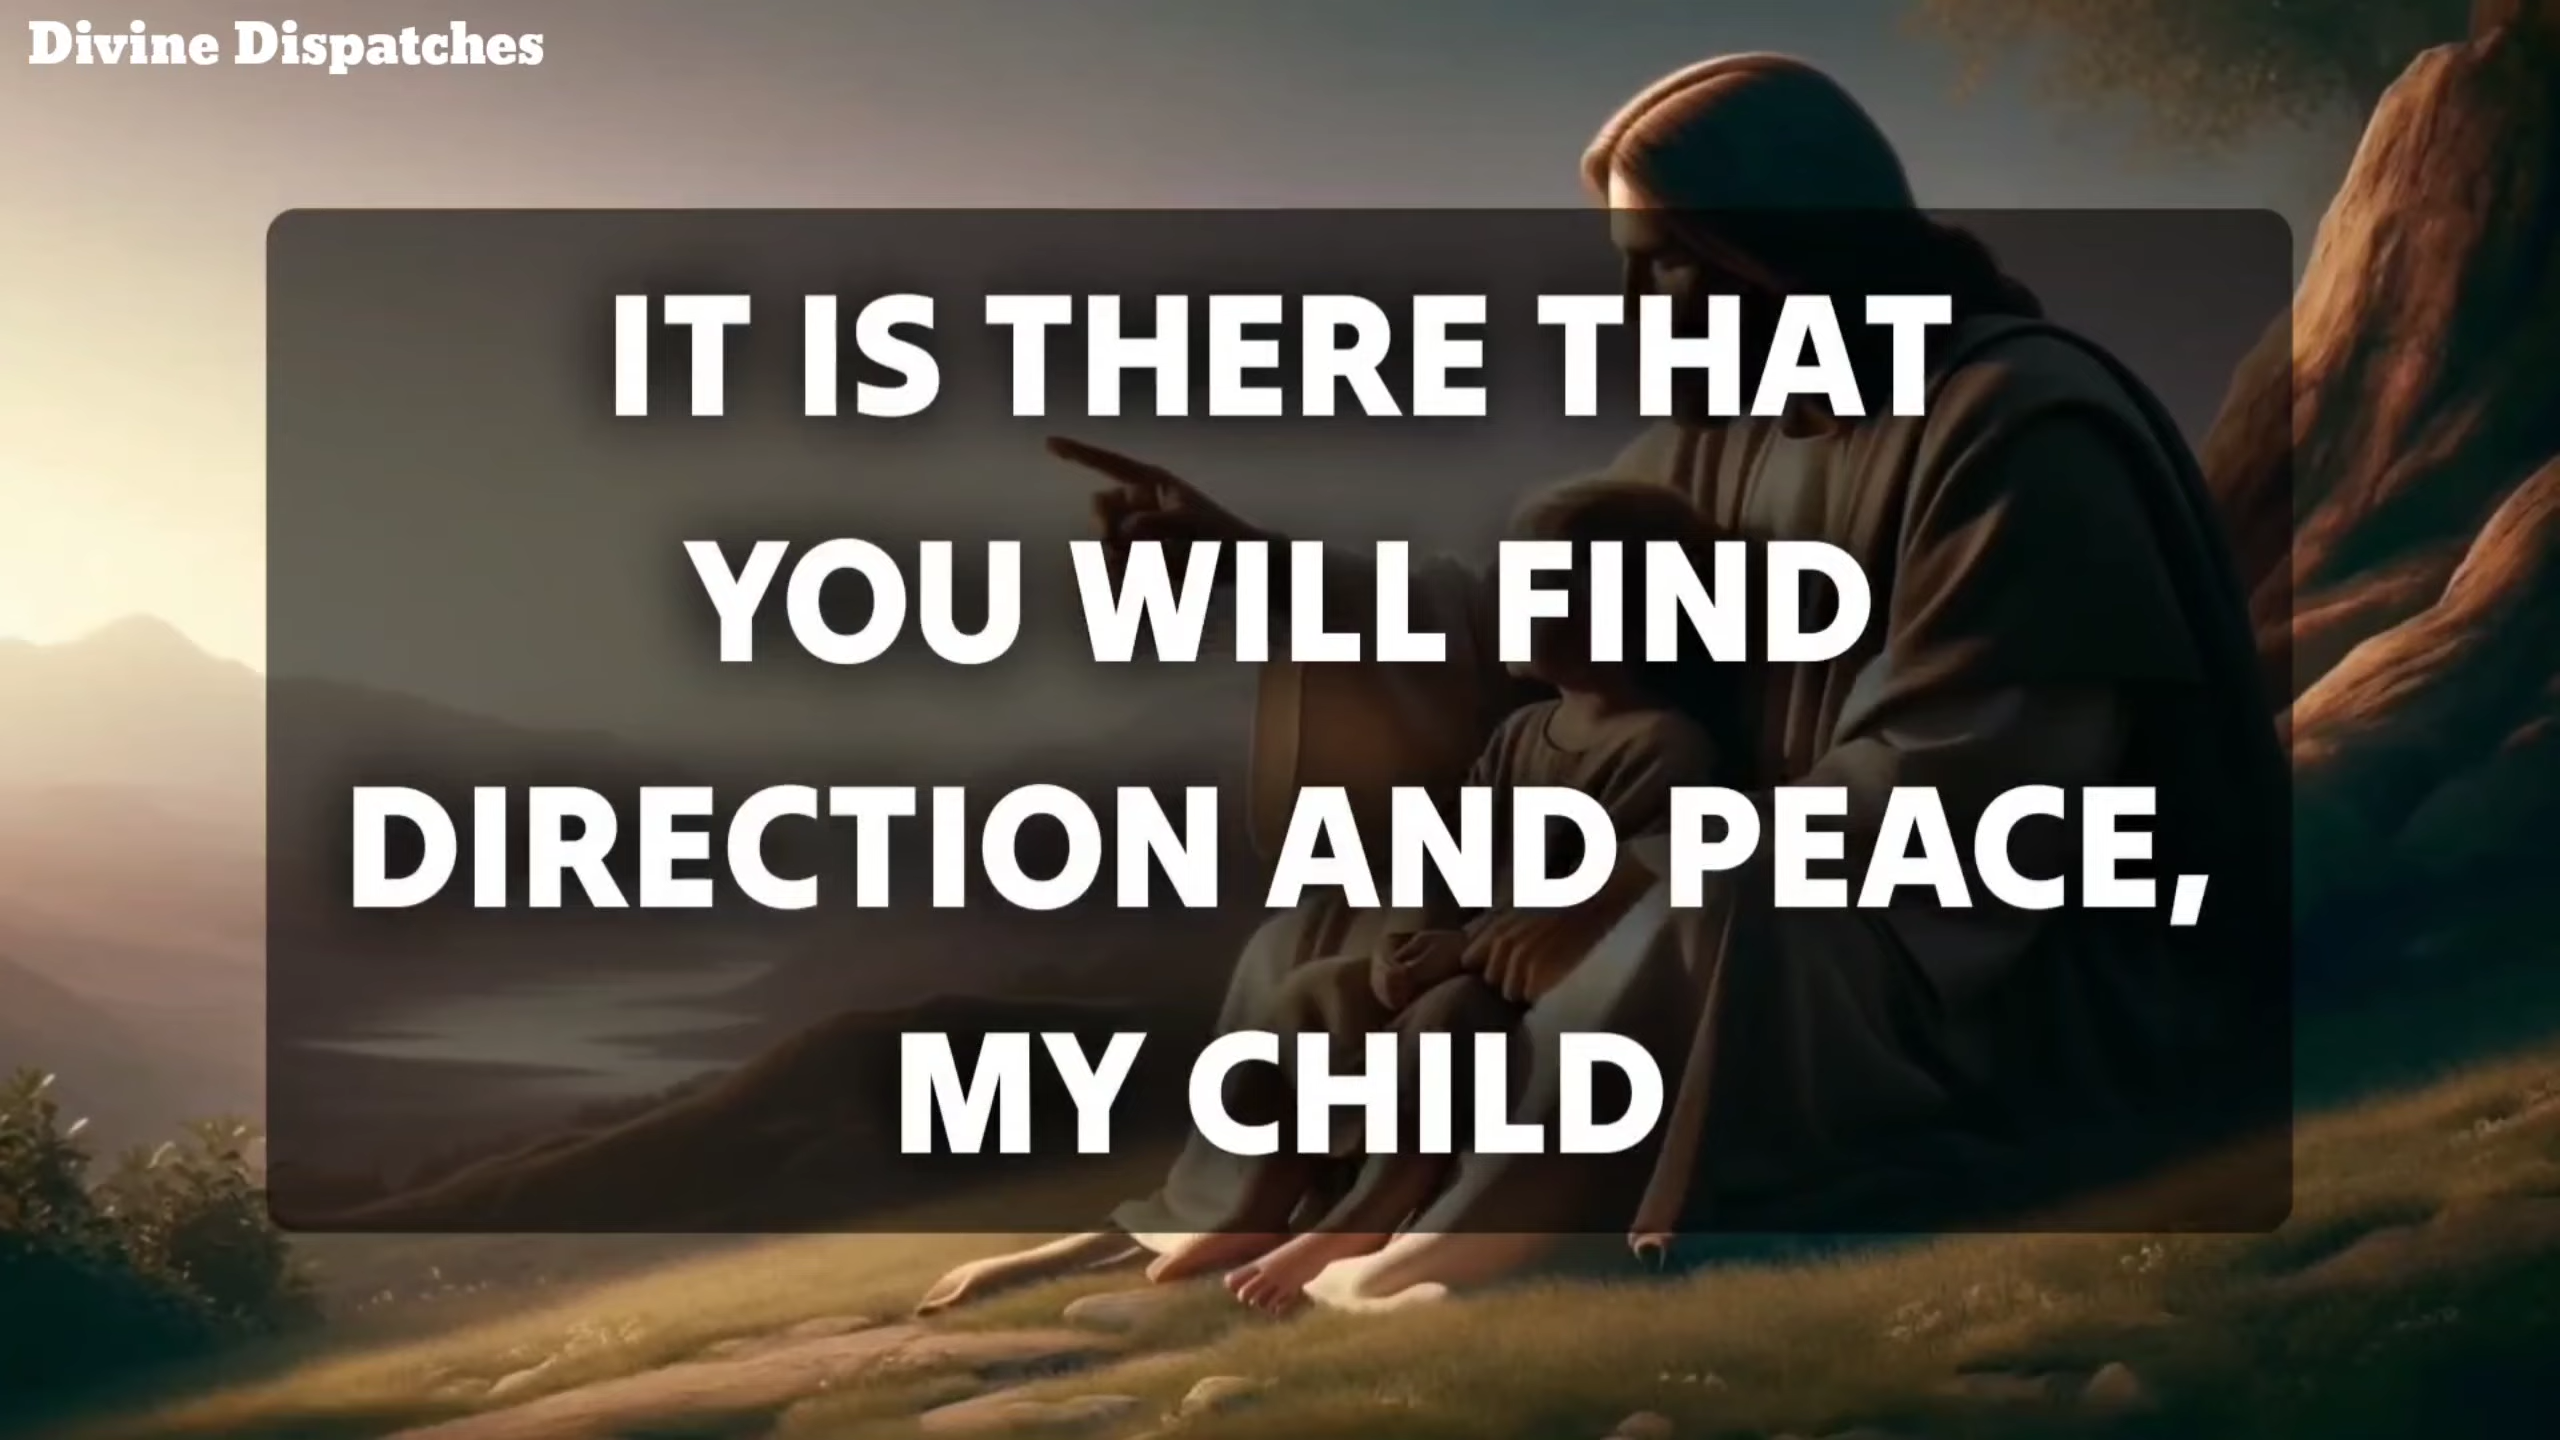 Divine Dispatches
IT IS THERE THAT
YOU WILL FIND
DIRECTION AND PEACE,
MY CHILD